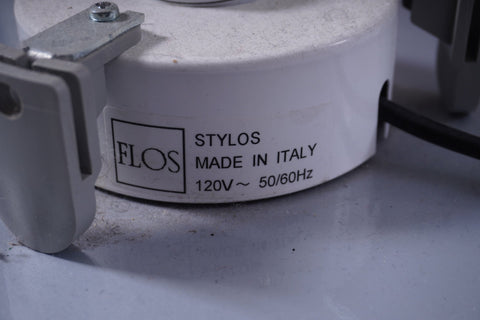 FLOS
STYLOS
MADE IN ITALY
120V~ 50/60Hz